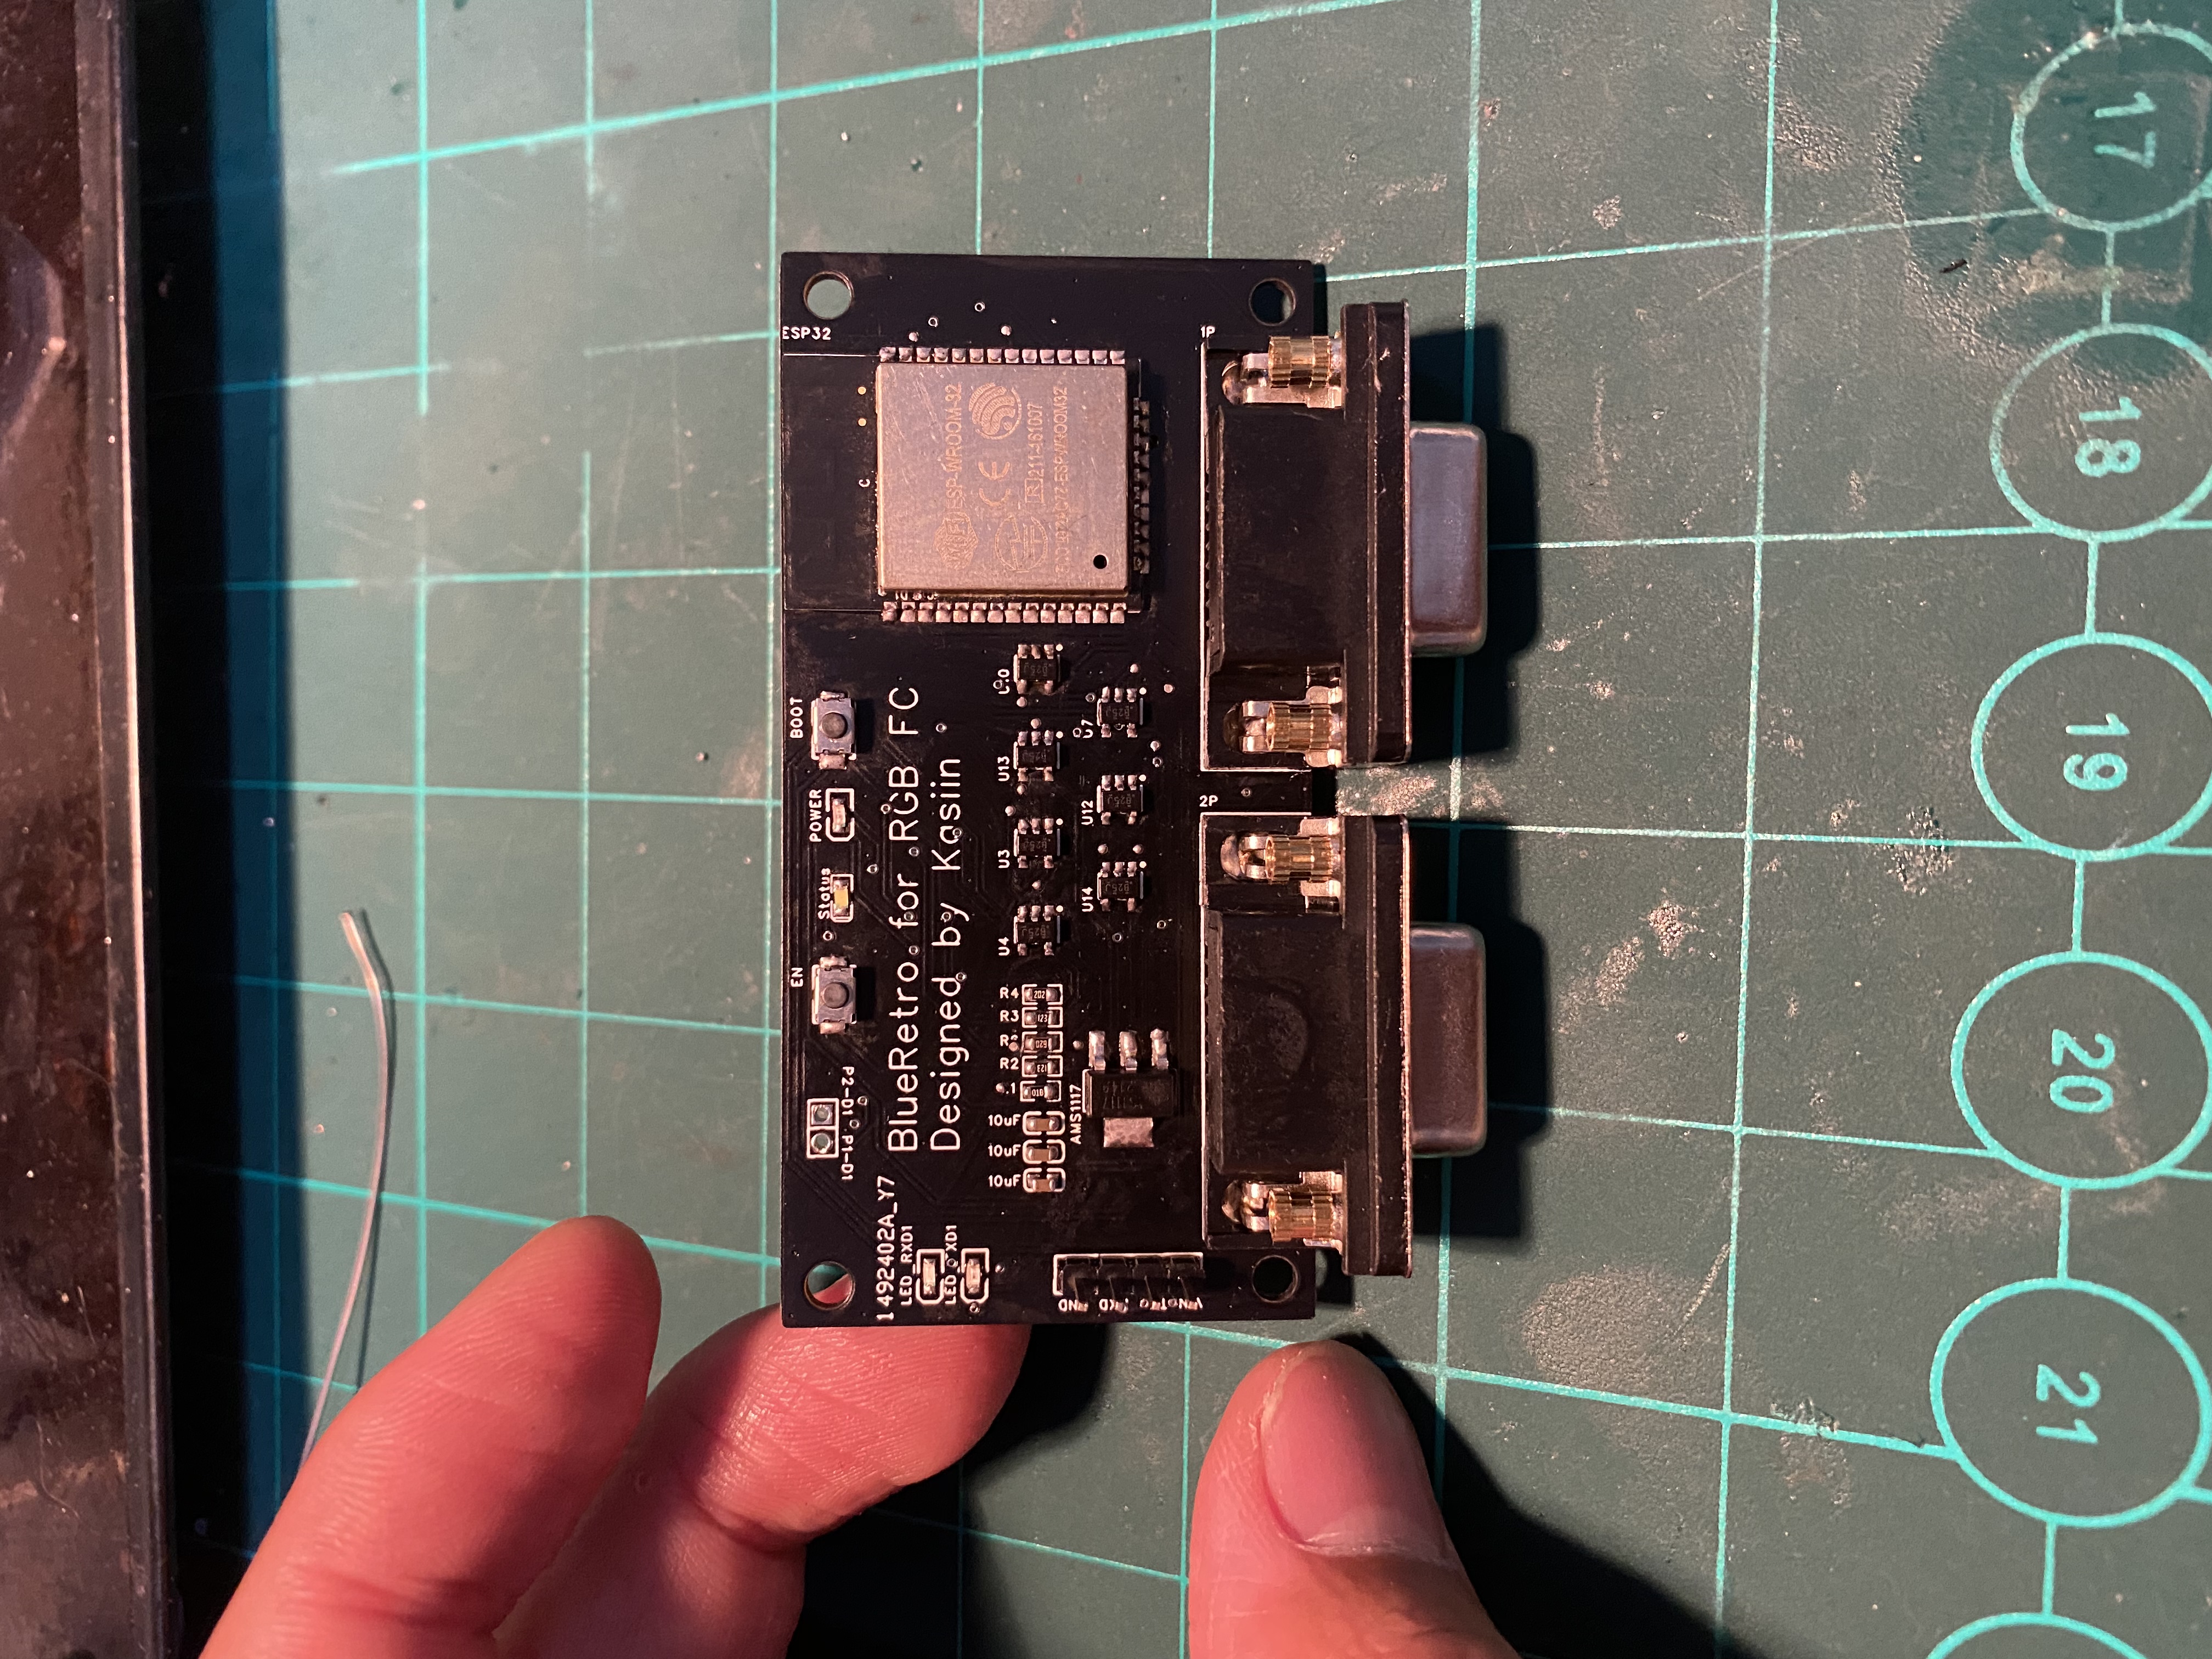 EN
BOOT
ESP32
Status
POWER
P1-D1
P2-D1
C
1492402A_Y7
LED_RXD1
BlueRetro for RGB FC
Designed by Kasiin
ESP-WROOM-32
CE
R 211-161007
10uF 10uF 10uF R2 R3 R4
U4 U3 U13
AMS1117
U14 U12
2P
1P
21 20 19 18 17